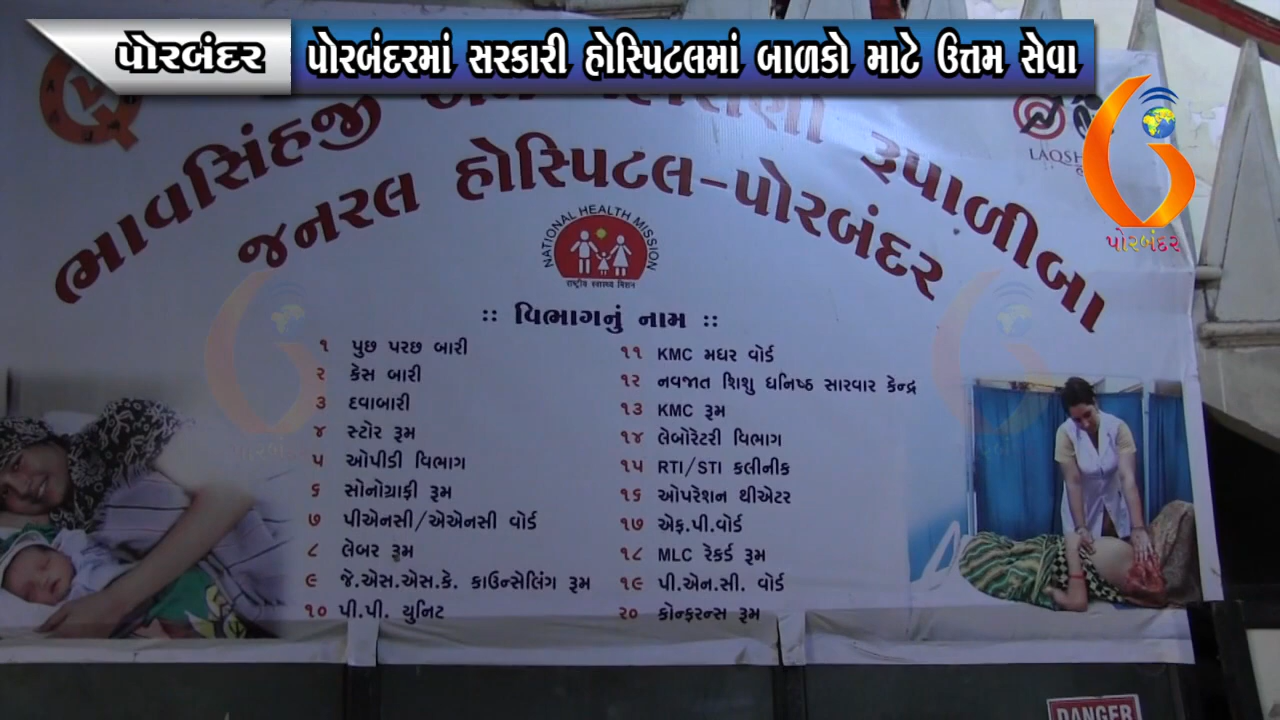 પોરબંદર
પોરબંદરમાં સરકારી હોસ્પિટલમાં બાળકો માટે ઉત્તમ સેવા
ભાવસિંહજી રૂપાળીબા
જનરલ હોસ્પિટલ-પોરબંદર
પોરબંદર
NATIONAL HEALTH MISSION
राष्ट्रीय स्वास्थ्य मिशन
:: વિભાગનું નામ ::
૧ પુછ પરછ બારી
૨ કેસ બારી
૩ દવાબારી
૪ સ્ટોર રૂમ
૫ ઓપીડી વિભાગ
૬ સોનોગ્રાફી રૂમ
૭ પીએનસી/એએનસી વોર્ડ
૮ લેબર રૂમ
૯ જે.એસ.એસ.કે. કાઉન્સેલિંગ રૂમ
૧૦ પી.પી. યુનિટ
૧૧ KMC મધર વોર્ડ
૧૨ નવજાત શિશુ ધનિષ્ઠ સારવાર કેન્દ્ર
૧૩ KMC રૂમ
૧૪ લેબોરેટરી વિભાગ
૧૫ RTI/STI કલીનીક
૧૬ ઓપરેશન થીએટર
૧૭ એફ.પી.વોર્ડ
૧૮ MLC રેકર્ડ રૂમ
૧૯ પી.એન.સી. વોર્ડ
૨૦ કોન્ફરન્સ રૂમ
DANGER